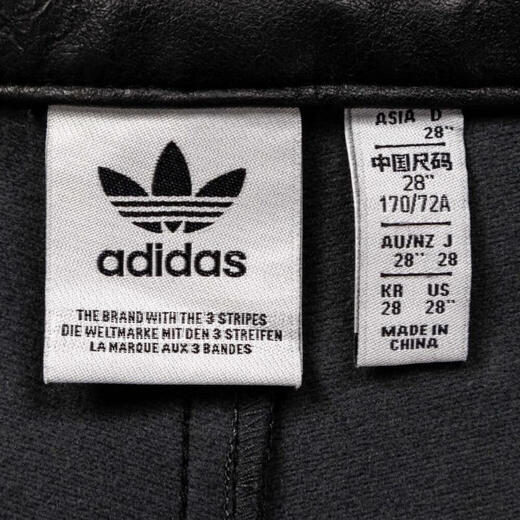 adidas
THE BRAND WITH THE 3 STRIPES
DIE WELTMARKE MIT DEN 3 STREIFEN
LA MARQUE AUX 3 BANDES
ASIA D
28"
中国尺码
28"
170/72A
AU/NZ J
28" 28
KR US
28 28"
MADE IN
CHINA